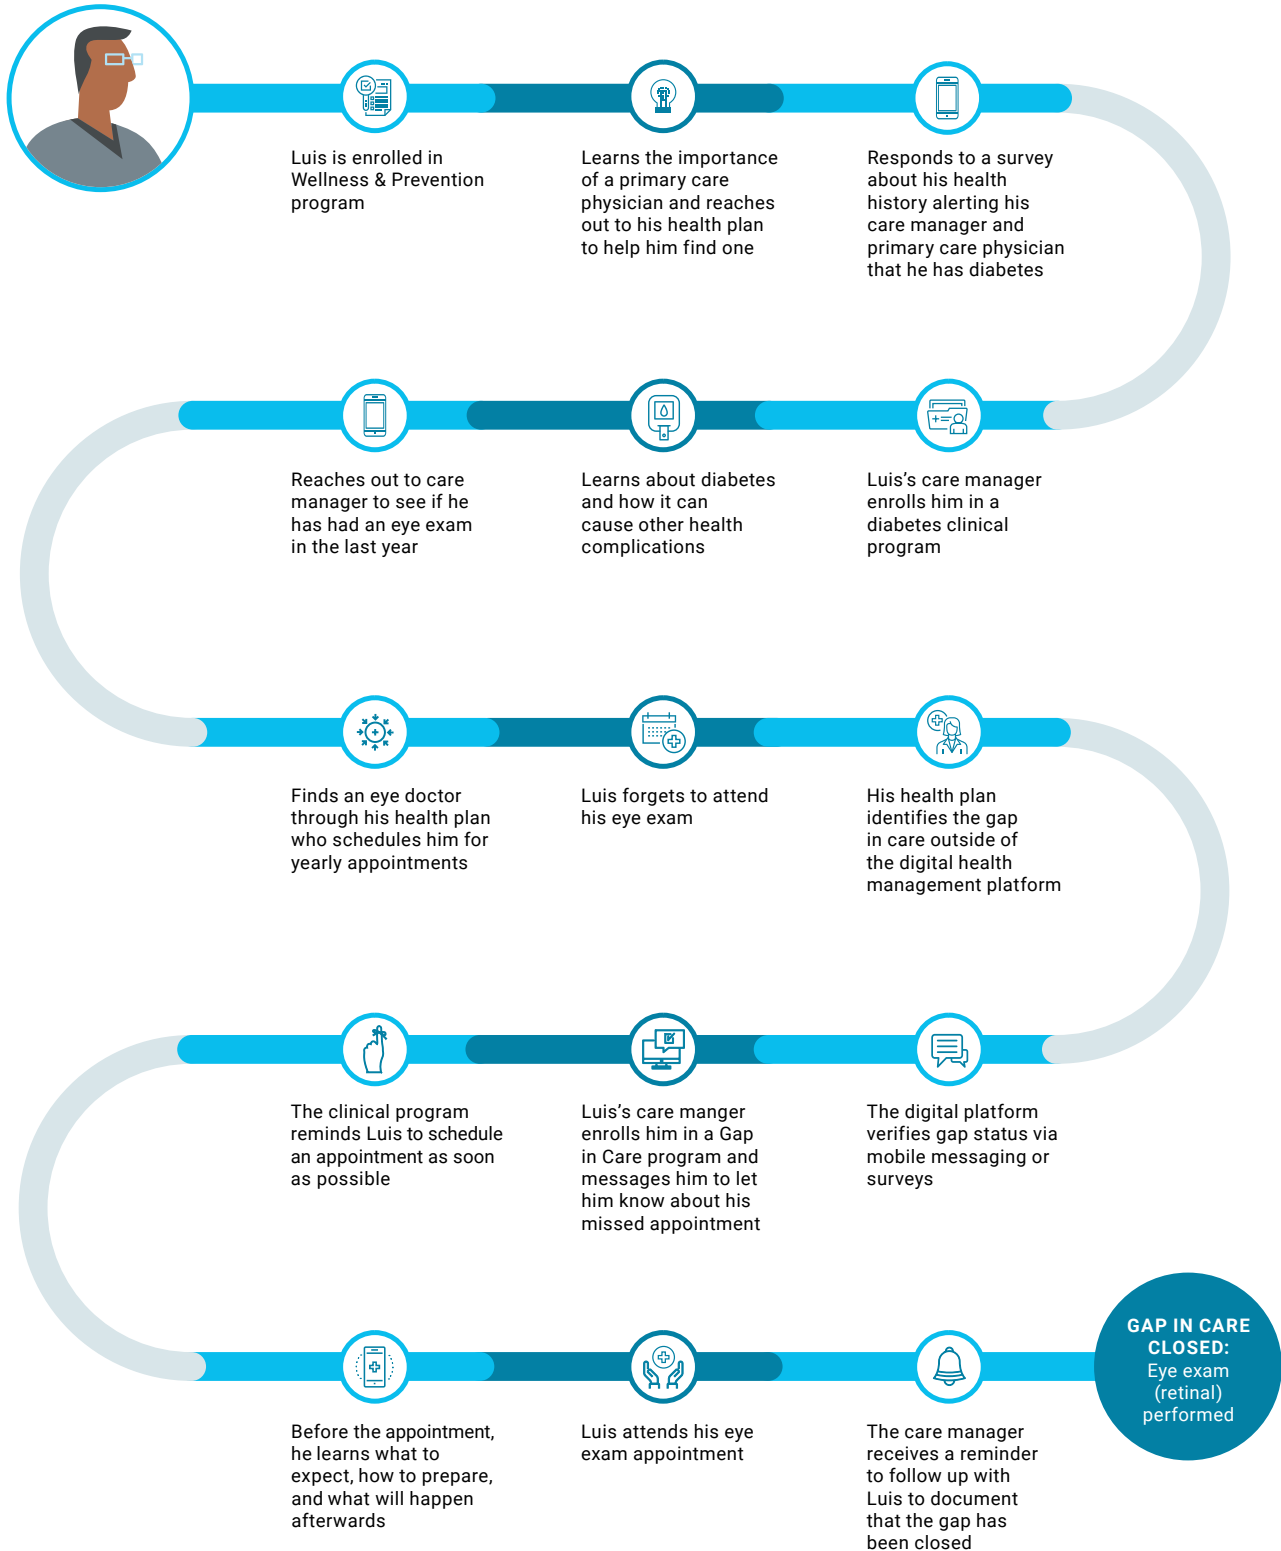 Luis is enrolled in
Wellness & Prevention
program
Learns the importance
of a primary care
physician and reaches
out to his health plan
to help him find one
Responds to a survey
about his health
history alerting his
care manager and
primary care physician
that he has diabetes
Luis’s care manager
enrolls him in a
diabetes clinical
program
Learns about diabetes
and how it can
cause other health
complications
Reaches out to care
manager to see if he
has had an eye exam
in the last year
Finds an eye doctor
through his health plan
who schedules him for
yearly appointments
Luis forgets to attend
his eye exam
His health plan
identifies the gap
in care outside of
the digital health
management platform
The digital platform
verifies gap status via
mobile messaging or
surveys
Luis’s care manger
enrolls him in a Gap
in Care program and
messages him to let
him know about his
missed appointment
The clinical program
reminds Luis to schedule
an appointment as soon
as possible
Before the appointment,
he learns what to
expect, how to prepare,
and what will happen
afterwards
Luis attends his eye
exam appointment
The care manager
receives a reminder
to follow up with
Luis to document
that the gap has
been closed
GAP IN CARE
CLOSED:
Eye exam
(retinal)
performed